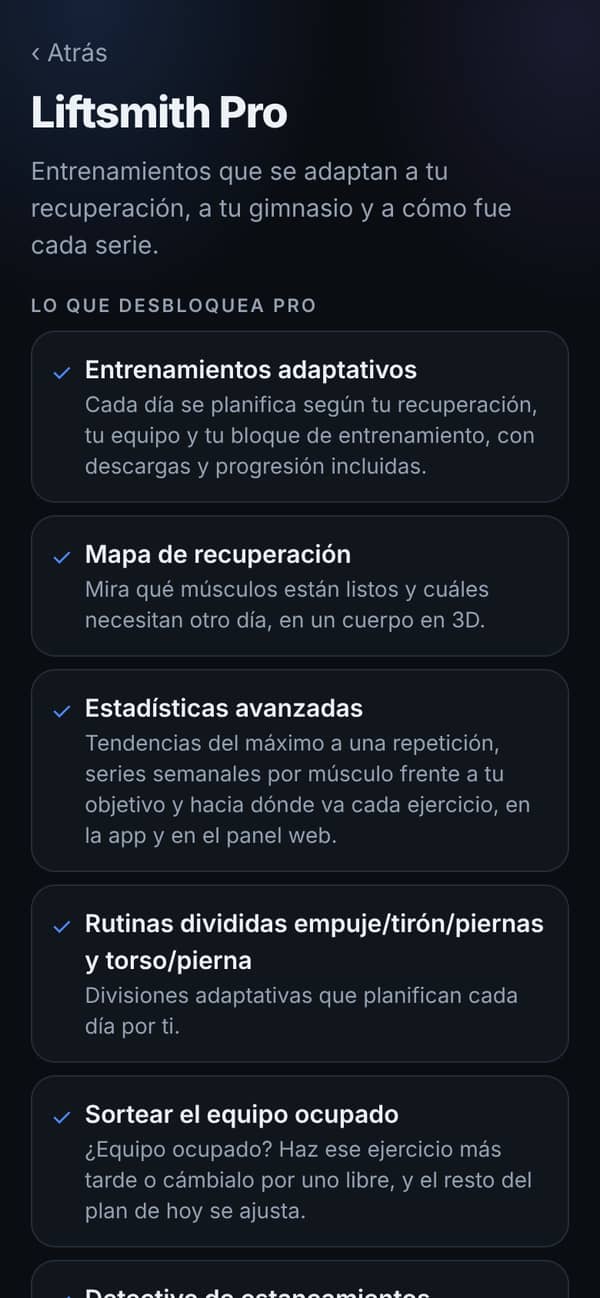 ‹ Atrás
Liftsmith Pro
Entrenamientos que se adaptan a tu
recuperación, a tu gimnasio y a cómo fue
cada serie.
LO QUE DESBLOQUEA PRO
Entrenamientos adaptativos
Cada día se planifica según tu recuperación,
tu equipo y tu bloque de entrenamiento, con
descargas y progresión incluidas.
Mapa de recuperación
Mira qué músculos están listos y cuáles
necesitan otro día, en un cuerpo en 3D.
Estadísticas avanzadas
Tendencias del máximo a una repetición,
series semanales por músculo frente a tu
objetivo y hacia dónde va cada ejercicio, en
la app y en el panel web.
Rutinas divididas empuje/tirón/piernas
y torso/pierna
Divisiones adaptativas que planifican cada
día por ti.
Sortear el equipo ocupado
¿Equipo ocupado? Haz ese ejercicio más
tarde o cámbialo por uno libre, y el resto del
plan de hoy se ajusta.
Detective de estancamientos